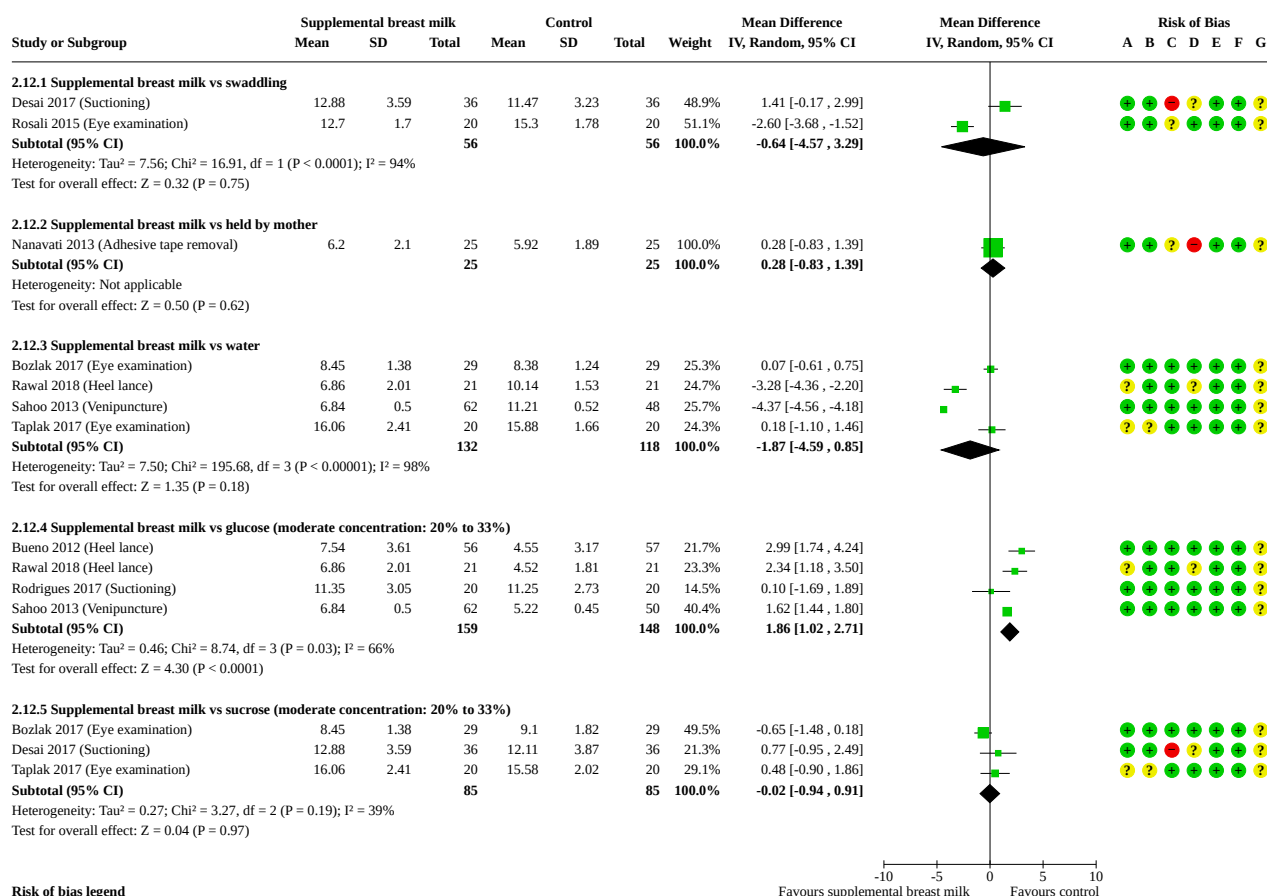 Supplemental breast milk Control Mean Difference Mean Difference Risk of Bias
Study or Subgroup Mean SD Total Mean SD Total Weight IV, Random, 95% CI IV, Random, 95% CI A B C D E F G
2.12.1 Supplemental breast milk vs swaddling
Desai 2017 (Suctioning) 12.88 3.59 36 11.47 3.23 36 48.9% 1.41 [-0.17 , 2.99] + + − ? + + ?
Rosali 2015 (Eye examination) 12.7 1.7 20 15.3 1.78 20 51.1% -2.60 [-3.68 , -1.52] + + ? + + + ?
Subtotal (95% CI) 56 56 100.0% -0.64 [-4.57 , 3.29]
Heterogeneity: Tau² = 7.56; Chi² = 16.91, df = 1 (P < 0.0001); I² = 94%
Test for overall effect: Z = 0.32 (P = 0.75)
2.12.2 Supplemental breast milk vs held by mother
Nanavati 2013 (Adhesive tape removal) 6.2 2.1 25 5.92 1.89 25 100.0% 0.28 [-0.83 , 1.39] + + ? − + + ?
Subtotal (95% CI) 25 25 100.0% 0.28 [-0.83 , 1.39]
Heterogeneity: Not applicable
Test for overall effect: Z = 0.50 (P = 0.62)
2.12.3 Supplemental breast milk vs water
Bozlak 2017 (Eye examination) 8.45 1.38 29 8.38 1.24 29 25.3% 0.07 [-0.61 , 0.75] + + + + + + ?
Rawal 2018 (Heel lance) 6.86 2.01 21 10.14 1.53 21 24.7% -3.28 [-4.36 , -2.20] ? + + ? + + ?
Sahoo 2013 (Venipuncture) 6.84 0.5 62 11.21 0.52 48 25.7% -4.37 [-4.56 , -4.18] + + + + + + ?
Taplak 2017 (Eye examination) 16.06 2.41 20 15.88 1.66 20 24.3% 0.18 [-1.10 , 1.46] ? ? + + + + ?
Subtotal (95% CI) 132 118 100.0% -1.87 [-4.59 , 0.85]
Heterogeneity: Tau² = 7.50; Chi² = 195.68, df = 3 (P < 0.00001); I² = 98%
Test for overall effect: Z = 1.35 (P = 0.18)
2.12.4 Supplemental breast milk vs glucose (moderate concentration: 20% to 33%)
Bueno 2012 (Heel lance) 7.54 3.61 56 4.55 3.17 57 21.7% 2.99 [1.74 , 4.24] + + + + + + ?
Rawal 2018 (Heel lance) 6.86 2.01 21 4.52 1.81 21 23.3% 2.34 [1.18 , 3.50] ? + + ? + + ?
Rodrigues 2017 (Suctioning) 11.35 3.05 20 11.25 2.73 20 14.5% 0.10 [-1.69 , 1.89] + + + + + + ?
Sahoo 2013 (Venipuncture) 6.84 0.5 62 5.22 0.45 50 40.4% 1.62 [1.44 , 1.80] + + + + + + ?
Subtotal (95% CI) 159 148 100.0% 1.86 [1.02 , 2.71]
Heterogeneity: Tau² = 0.46; Chi² = 8.74, df = 3 (P = 0.03); I² = 66%
Test for overall effect: Z = 4.30 (P < 0.0001)
2.12.5 Supplemental breast milk vs sucrose (moderate concentration: 20% to 33%)
Bozlak 2017 (Eye examination) 8.45 1.38 29 9.1 1.82 29 49.5% -0.65 [-1.48 , 0.18] + + + + + + ?
Desai 2017 (Suctioning) 12.88 3.59 36 12.11 3.87 36 21.3% 0.77 [-0.95 , 2.49] + + − ? + + ?
Taplak 2017 (Eye examination) 16.06 2.41 20 15.58 2.02 20 29.1% 0.48 [-0.90 , 1.86] ? ? + + + + ?
Subtotal (95% CI) 85 85 100.0% -0.02 [-0.94 , 0.91]
Heterogeneity: Tau² = 0.27; Chi² = 3.27, df = 2 (P = 0.19); I² = 39%
Test for overall effect: Z = 0.04 (P = 0.97)
-10 -5 0 5 10
Risk of bias legend Favours supplemental breast milk Favours control